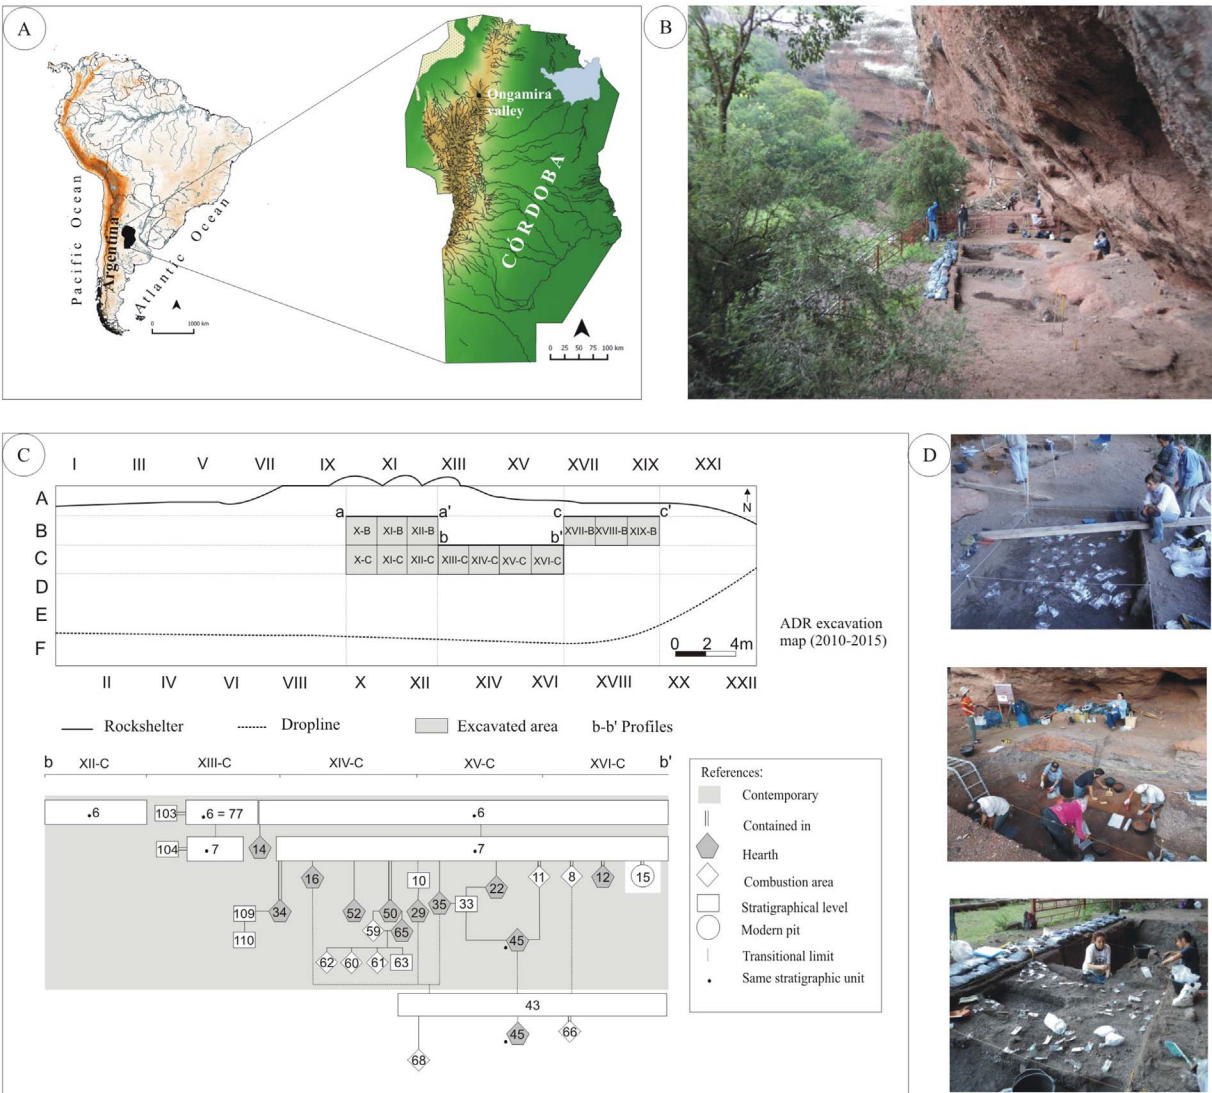 A
Ongamira
valley
CÓRDOBA
Pacific Ocean
Argentina
Atlantic Ocean
0 1000 km
0 25 50 75 100 km
B
C
I III V VII IX XI XIII XV XVII XIX XXI
A
a a' c c' N
B X-B XI-B XII-B b b' XVII-B XVIII-B XIX-B
C X-C XI-C XII-C XIII-C XIV-C XV-C XVI-C
D
E
F
0 2 4m
ADR excavation
map (2010-2015)
II IV VI VIII X XII XIV XVI XVIII XX XXII
Rockshelter Dropline Excavated area b-b' Profiles
b XII-C XIII-C XIV-C XV-C XVI-C b'
6 103 6 = 77 6
104 7 14 7
16 10 22 11 8 12 15
109 34 52 50 29 35 33
110 59 65 45
62 60 61 63
43
68 45 66
References:
Contemporary
Contained in
Hearth
Combustion area
Stratigraphical level
Modern pit
Transitional limit
Same stratigraphic unit
D